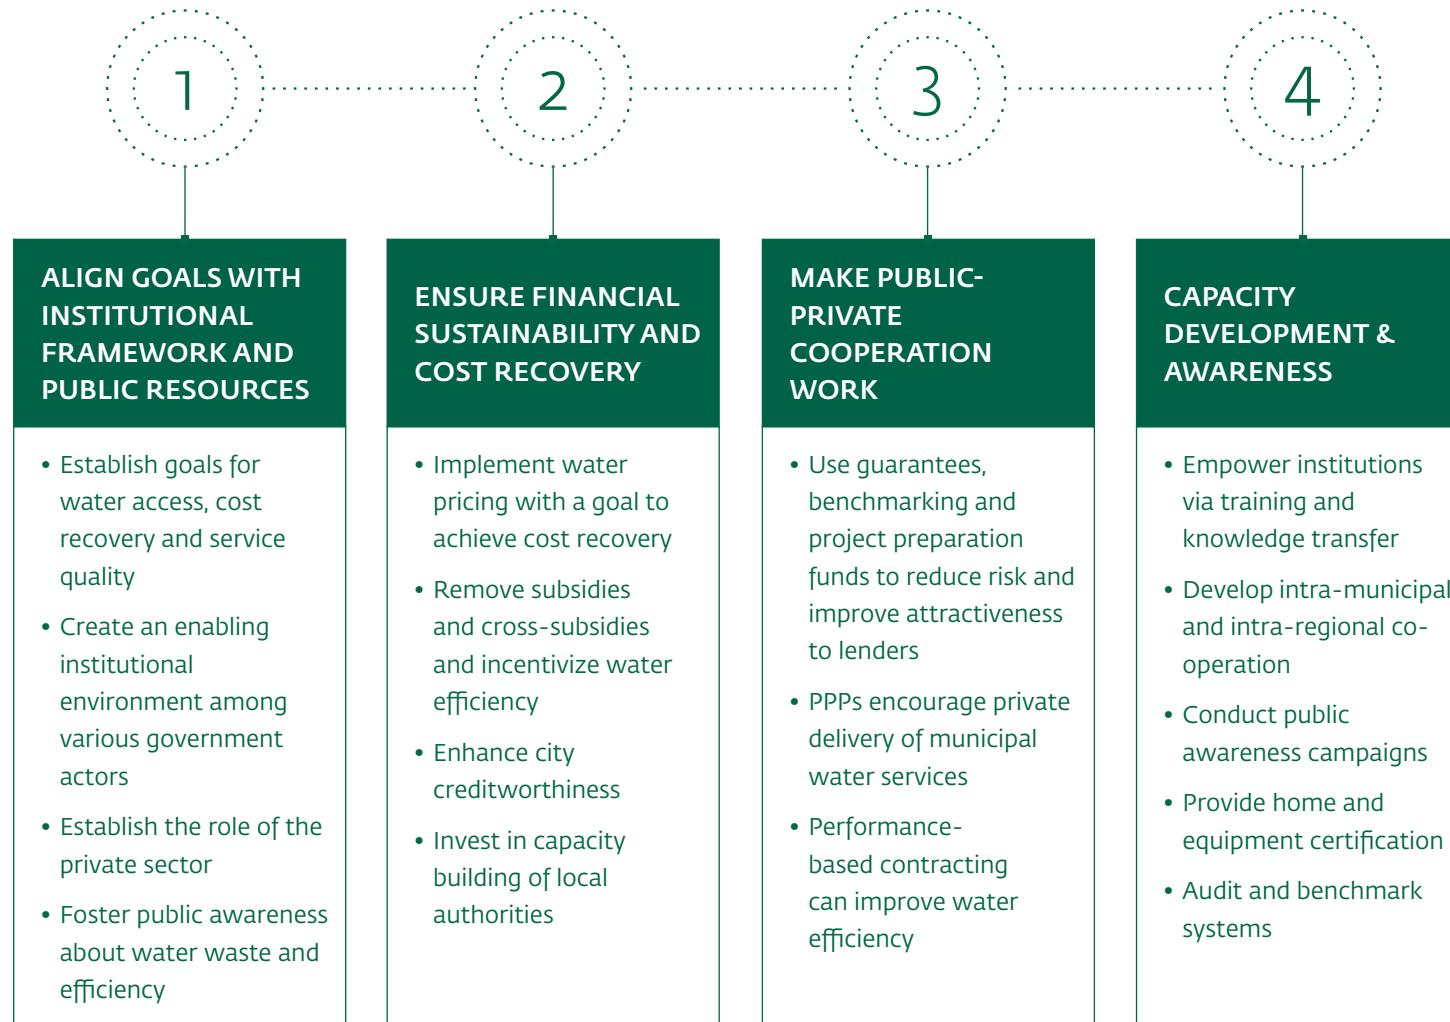 1
2
3
4
ALIGN GOALS WITH
INSTITUTIONAL
FRAMEWORK AND
PUBLIC RESOURCES
• Establish goals for
water access, cost
recovery and service
quality
• Create an enabling
institutional
environment among
various government
actors
• Establish the role of the
private sector
• Foster public awareness
about water waste and
efficiency
ENSURE FINANCIAL
SUSTAINABILITY AND
COST RECOVERY
• Implement water
pricing with a goal to
achieve cost recovery
• Remove subsidies
and cross-subsidies
and incentivize water
efficiency
• Enhance city
creditworthiness
• Invest in capacity
building of local
authorities
MAKE PUBLIC-
PRIVATE
COOPERATION
WORK
• Use guarantees,
benchmarking and
project preparation
funds to reduce risk and
improve attractiveness
to lenders
• PPPs encourage private
delivery of municipal
water services
• Performance-
based contracting
can improve water
efficiency
CAPACITY
DEVELOPMENT &
AWARENESS
• Empower institutions
via training and
knowledge transfer
• Develop intra-municipal
and intra-regional co-
operation
• Conduct public
awareness campaigns
• Provide home and
equipment certification
• Audit and benchmark
systems